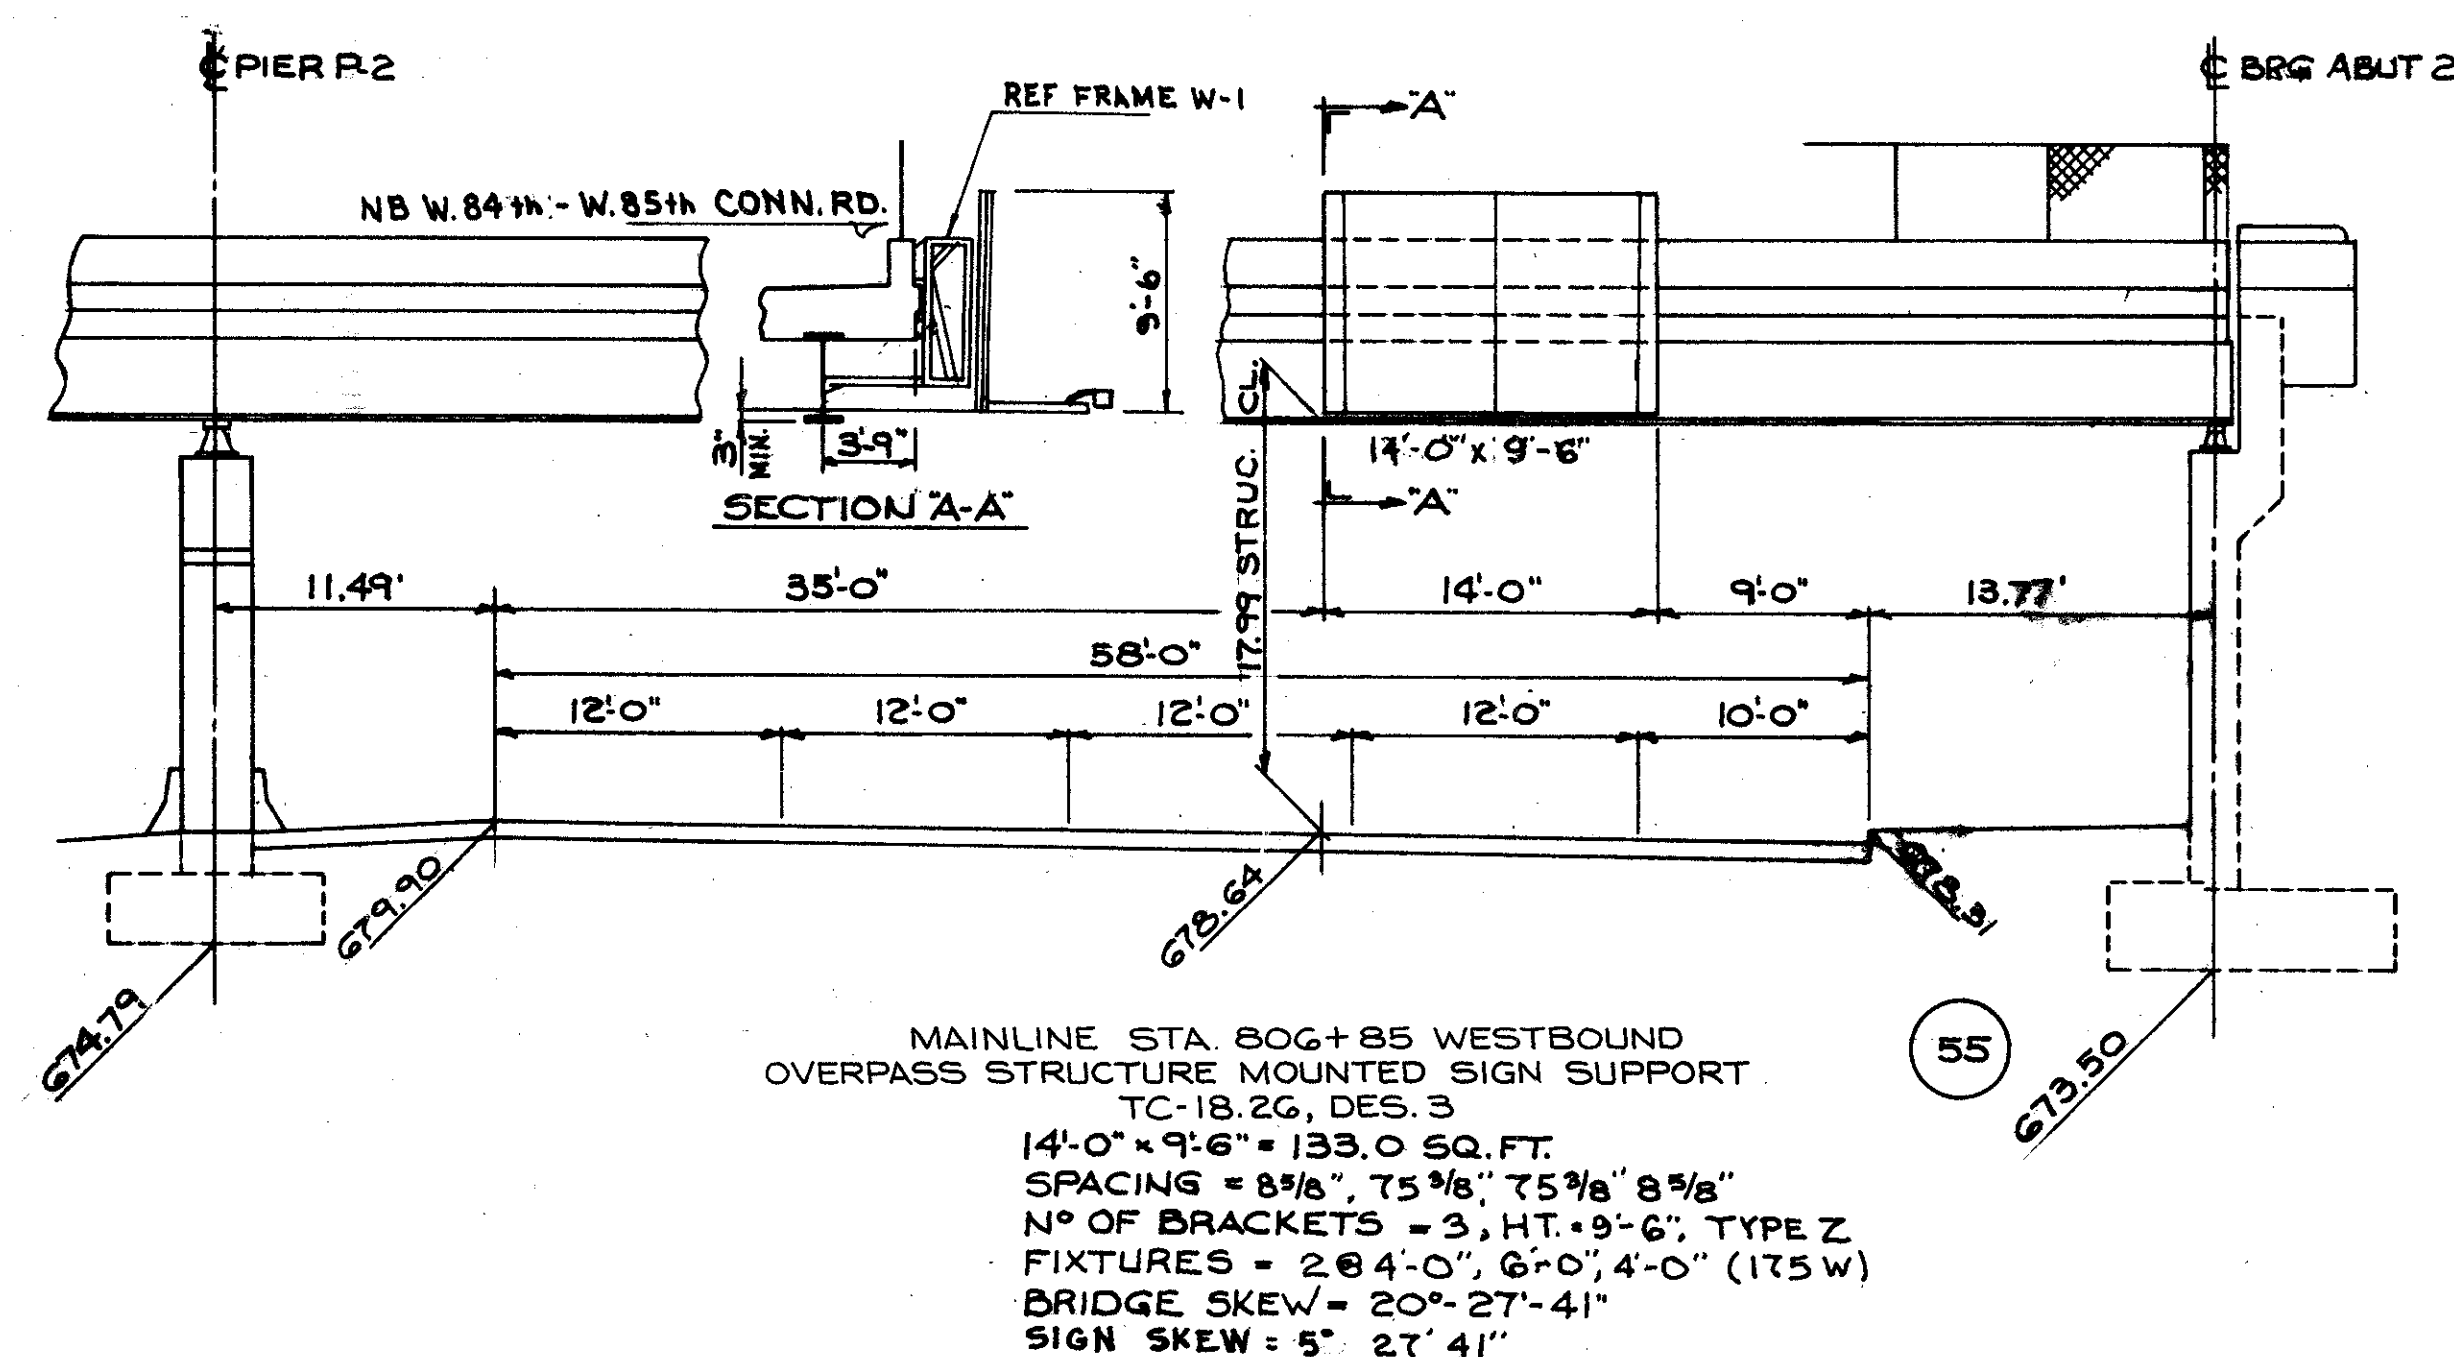 ℄ PIER P-2
℄ BRG ABUT 2
REF FRAME W-1
"A"
NB W. 84th - W. 85th CONN. RD.
9'-6"
3" MIN.
3'-9"
17.99 STRUC. CL.
14'-0" x 9'-6"
SECTION "A-A"
"A"
11.49'
35'-0"
14'-0"
9'-0"
13.77'
58'-0"
12'-0"
12'-0"
12'-0"
12'-0"
10'-0"
679.90
678.64
678.31
674.79
673.50
55
MAINLINE STA. 806+85 WESTBOUND
OVERPASS STRUCTURE MOUNTED SIGN SUPPORT
TC-18.26, DES. 3
14'-0" x 9'-6" = 133.0 SQ. FT.
SPACING = 8 5/8", 75 3/8", 75 3/8" 8 5/8"
Nº OF BRACKETS = 3, HT. = 9'-6", TYPE Z
FIXTURES = 2 @ 4'-0", 6'-0", 4'-0" (175 W)
BRIDGE SKEW = 20°-27'-41"
SIGN SKEW = 5° 27' 41"